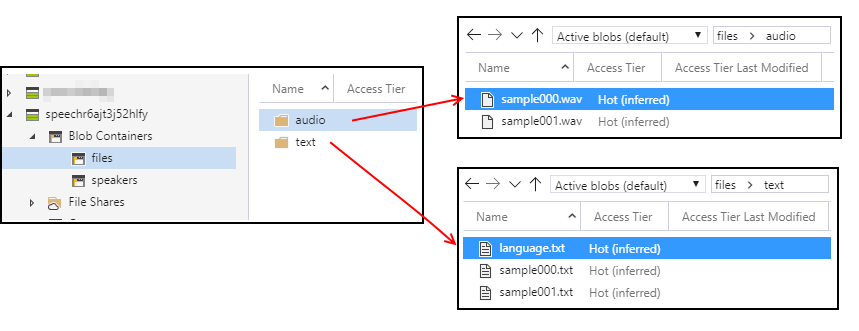 speechr6ajt3j52hlfy
Blob Containers
files
speakers
File Shares
Name Access Tier
audio
text
Active blobs (default) files > audio
Name Access Tier Access Tier Last Modified
sample000.wav Hot (inferred)
sample001.wav Hot (inferred)
Active blobs (default) files > text
Name Access Tier Access Tier Last Modified
language.txt Hot (inferred)
sample000.txt Hot (inferred)
sample001.txt Hot (inferred)